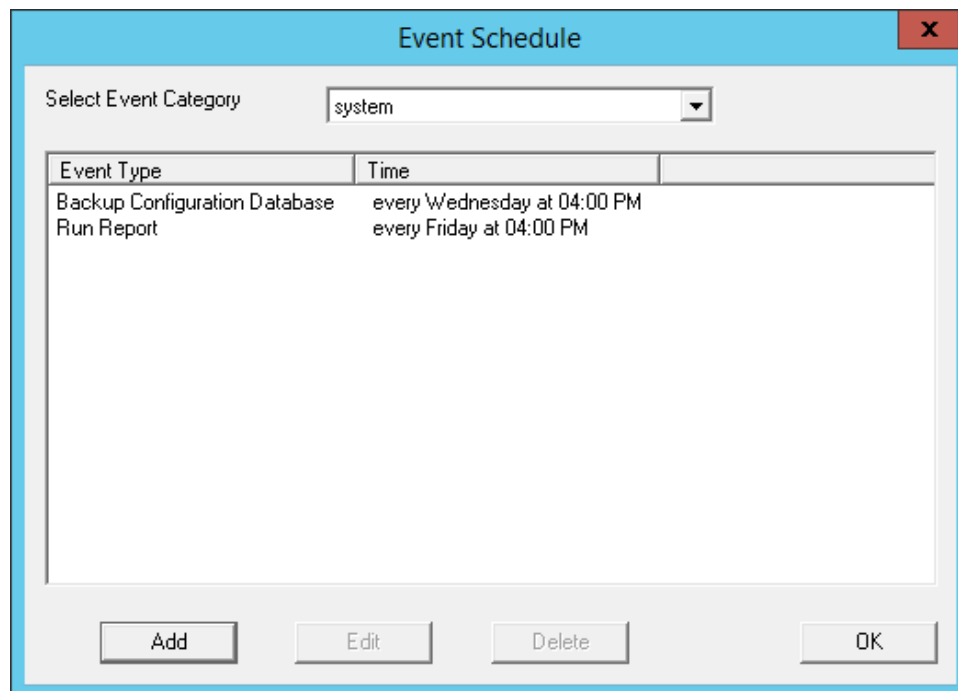 Event Schedule
x
Select Event Category
system
Event Type Time
Backup Configuration Database every Wednesday at 04:00 PM
Run Report every Friday at 04:00 PM
Add Edit Delete OK